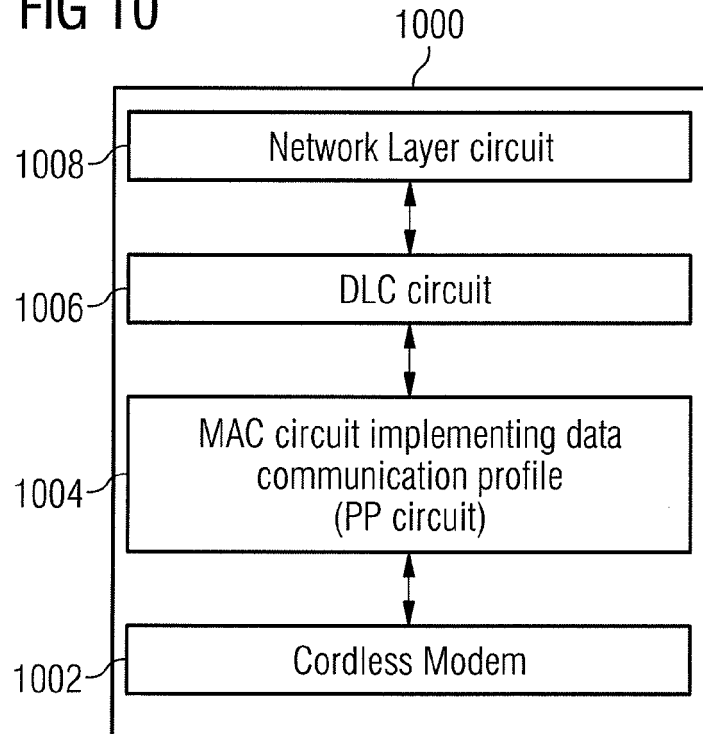 FIG 10
1000
1008
Network Layer circuit
1006
DLC circuit
1004
MAC circuit implementing data
communication profile
(PP circuit)
1002
Cordless Modem